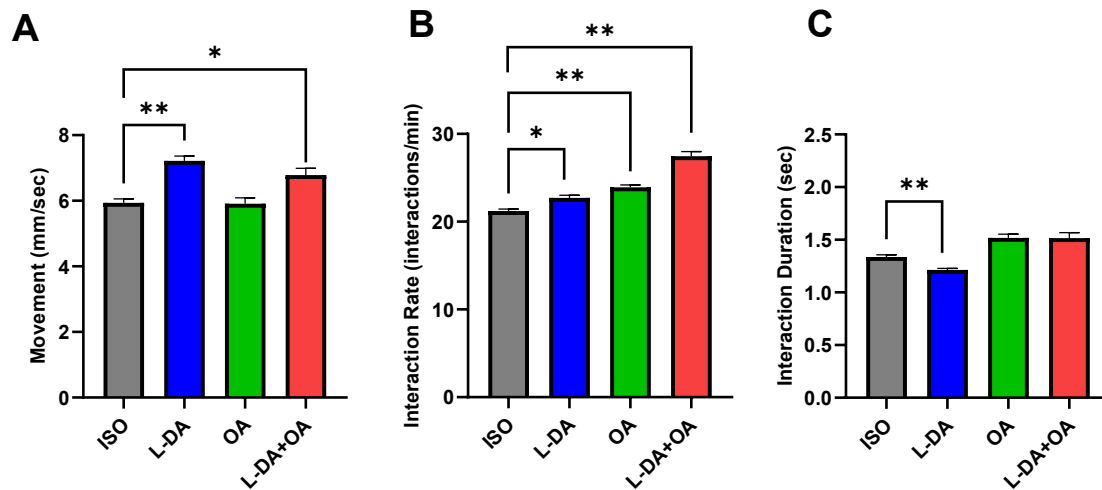 A
Movement (mm/sec)
8
6
4
2
0
*
**
ISO
L-DA
OA
L-DA+OA
B
Interaction Rate (interactions/min)
30
20
10
0
**
**
*
ISO
L-DA
OA
L-DA+OA
C
Interaction Duration (sec)
2.5
2.0
1.5
1.0
0.5
0.0
**
ISO
L-DA
OA
L-DA+OA